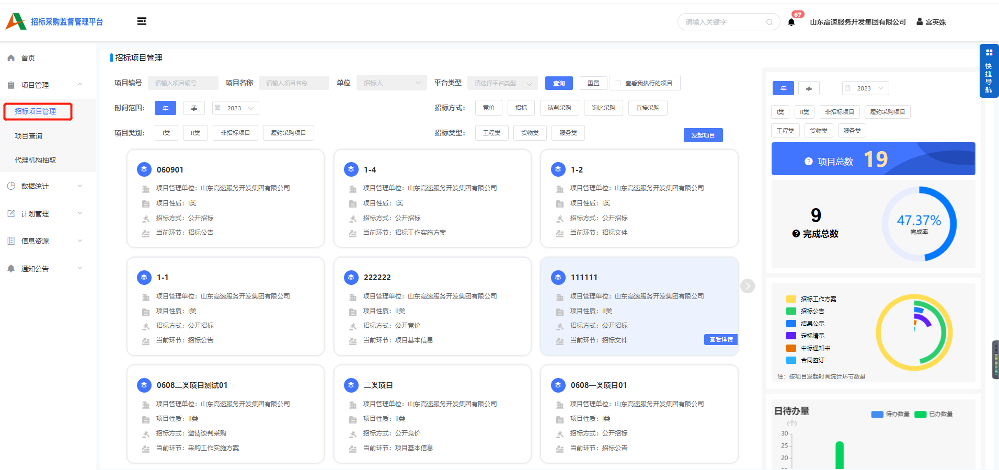 招标采购监督管理平台
请输入关键字
67
山东高速服务开发集团有限公司
宫英姝
首页
项目管理
招标项目管理
项目查询
代理机构抽取
数据统计
计划管理
信息资源
通知公告
招标项目管理
项目编号 请输入项目编号 项目名称 请输入项目名称 单位 招标人 平台类型 请选择平台类型 查询 重置 查看我执行的项目
时间范围: 年 季 2023 招标方式: 竞价 招标 谈判采购 询比采购 直接采购
项目类别: I类 II类 非招标项目 履约采购项目 招标类型: 工程类 货物类 服务类
发起项目
060901
项目管理单位: 山东高速服务开发集团有限公司
项目性质: I类
招标方式: 公开招标
当前环节: 招标公告
1-4
项目管理单位: 山东高速服务开发集团有限公司
项目性质: I类
招标方式: 公开招标
当前环节: 招标工作实施方案
1-2
项目管理单位: 山东高速服务开发集团有限公司
项目性质: I类
招标方式: 公开招标
当前环节: 招标文件
1-1
项目管理单位: 山东高速服务开发集团有限公司
项目性质: I类
招标方式: 公开招标
当前环节: 招标公告
222222
项目管理单位: 山东高速服务开发集团有限公司
项目性质: II类
招标方式: 公开竞价
当前环节: 项目基本信息
111111
项目管理单位: 山东高速服务开发集团有限公司
项目性质: II类
招标方式: 公开招标
当前环节: 招标文件
查看详情
0608二类项目测试01
项目管理单位: 山东高速服务开发集团有限公司
项目性质: II类
招标方式: 邀请谈判采购
当前环节: 采购工作实施方案
二类项目
项目管理单位: 山东高速服务开发集团有限公司
项目性质: II类
招标方式: 公开竞价
当前环节: 项目基本信息
0608一类项目01
项目管理单位: 山东高速服务开发集团有限公司
项目性质: I类
招标方式: 公开招标
当前环节: 招标公告
快捷导航
年 季 2023
I类 II类 非招标项目 履约采购项目
工程类 货物类 服务类
项目总数 19
9
完成总数
47.37%
完成率
招标工作方案
招标公告
结果公示
定标请示
中标通知书
合同签订
注: 按项目发起时间统计环节数量
日待办量
待办数量 已办数量
(个)
30
25
20